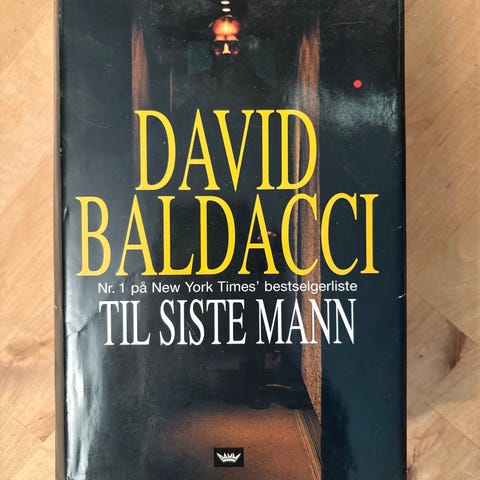 DAVID
BALDACCI
Nr. 1 på New York Times' bestselgerliste
TIL SISTE MANN